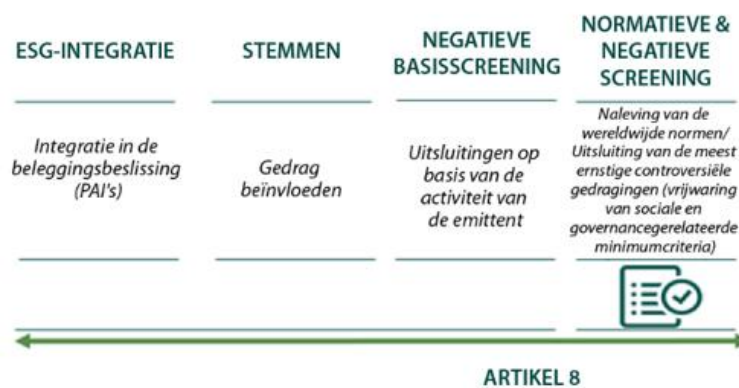 ESG-INTEGRATIE
STEMMEN
NEGATIEVE
BASISSCREENING
NORMATIEVE &
NEGATIEVE
SCREENING
Integratie in de
beleggingsbeslissing
(PAI's)
Gedrag
beïnvloeden
Uitsluitingen op
basis van de
activiteit van
de emittent
Naleving van de
wereldwijde normen/
Uitsluiting van de meest
ernstige controversiële
gedragingen (vrijwaring
van sociale en
governancegerelateerde
minimumcriteria)
ARTIKEL 8